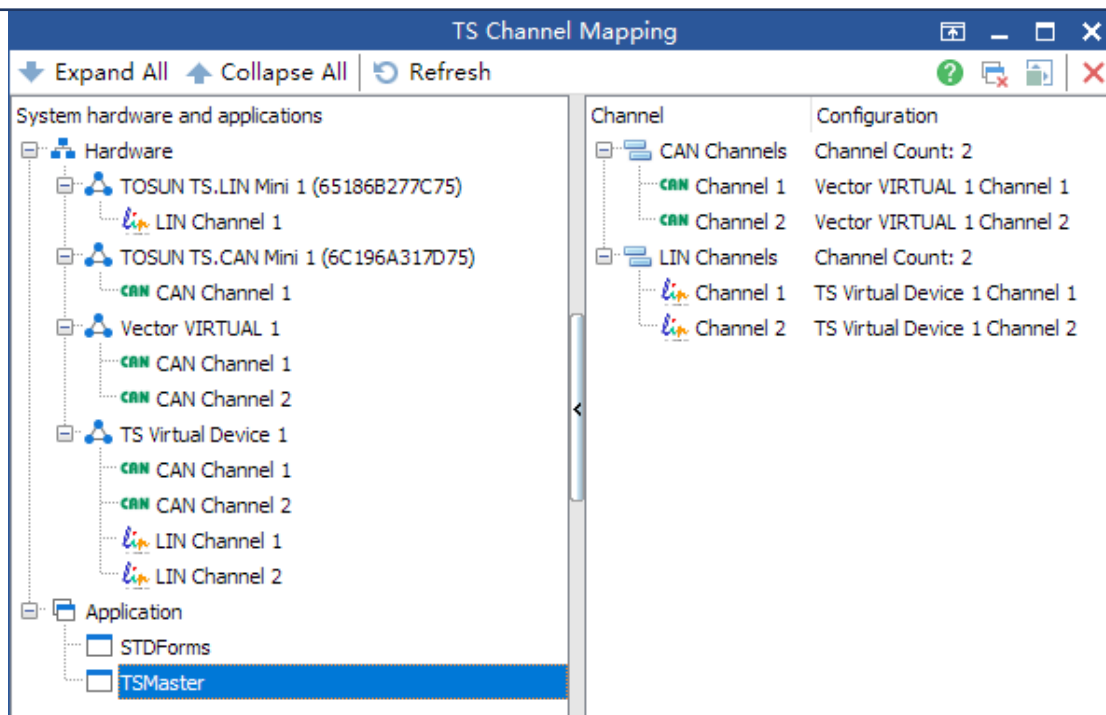 TS Channel Mapping
Expand All Collapse All Refresh
System hardware and applications
Hardware
TOSUN TS.LIN Mini 1 (65186B277C75)
lin LIN Channel 1
TOSUN TS.CAN Mini 1 (6C196A317D75)
CAN CAN Channel 1
Vector VIRTUAL 1
CAN CAN Channel 1
CAN CAN Channel 2
TS Virtual Device 1
CAN CAN Channel 1
CAN CAN Channel 2
lin LIN Channel 1
lin LIN Channel 2
Application
STDForms
TSMaster
Channel Configuration
CAN Channels Channel Count: 2
CAN Channel 1 Vector VIRTUAL 1 Channel 1
CAN Channel 2 Vector VIRTUAL 1 Channel 2
LIN Channels Channel Count: 2
lin Channel 1 TS Virtual Device 1 Channel 1
lin Channel 2 TS Virtual Device 1 Channel 2